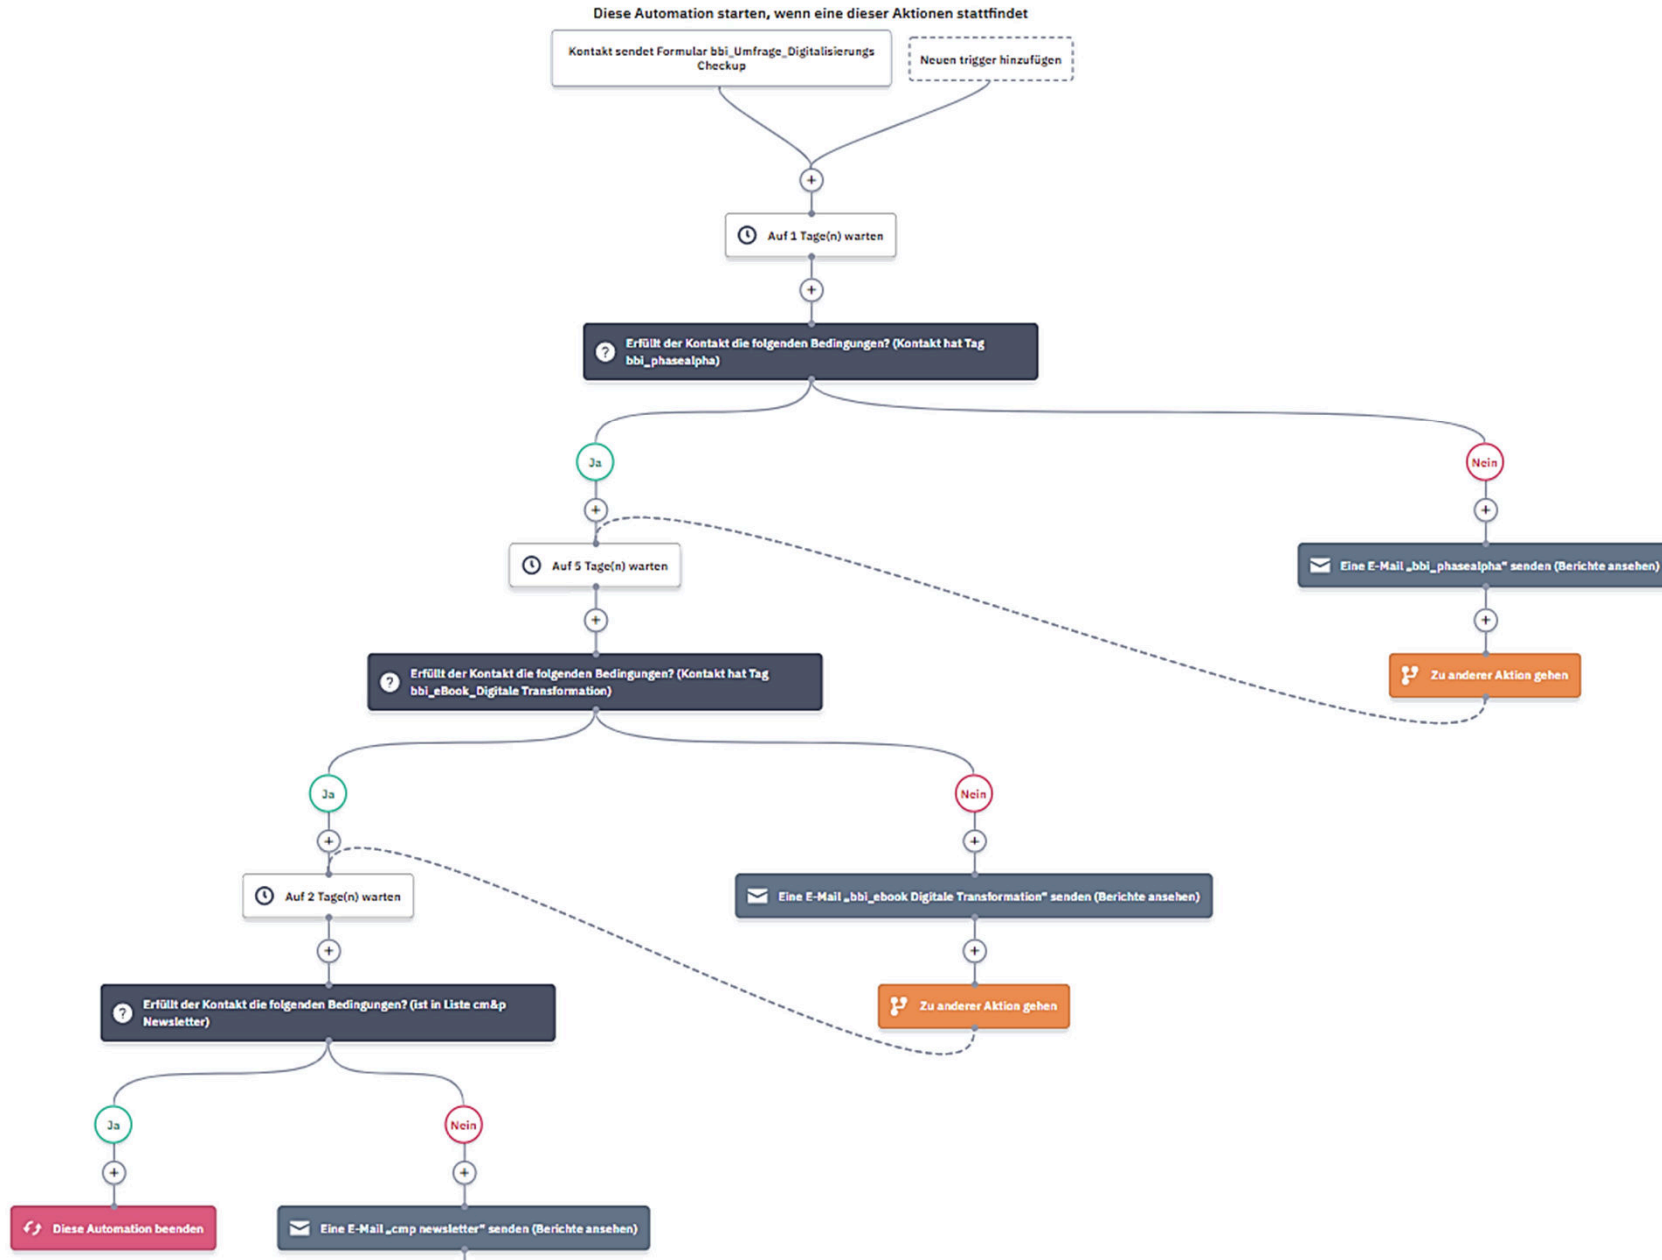 Diese Automation starten, wenn eine dieser Aktionen stattfindet
Kontakt sendet Formular bbi_Umfrage_Digitalisierungs
Checkup
Neuen trigger hinzufügen
Auf 1 Tage(n) warten
Erfüllt der Kontakt die folgenden Bedingungen? (Kontakt hat Tag
bbi_phasealpha)
Ja
Nein
Auf 5 Tage(n) warten
Eine E-Mail „bbi_phasealpha“ senden (Berichte ansehen)
Erfüllt der Kontakt die folgenden Bedingungen? (Kontakt hat Tag
bbi_eBook_Digitale Transformation)
Zu anderer Aktion gehen
Ja
Nein
Auf 2 Tage(n) warten
Eine E-Mail „bbi_ebook Digitale Transformation“ senden (Berichte ansehen)
Erfüllt der Kontakt die folgenden Bedingungen? (ist in Liste cm&p
Newsletter)
Zu anderer Aktion gehen
Ja
Nein
Diese Automation beenden
Eine E-Mail „cmp newsletter“ senden (Berichte ansehen)